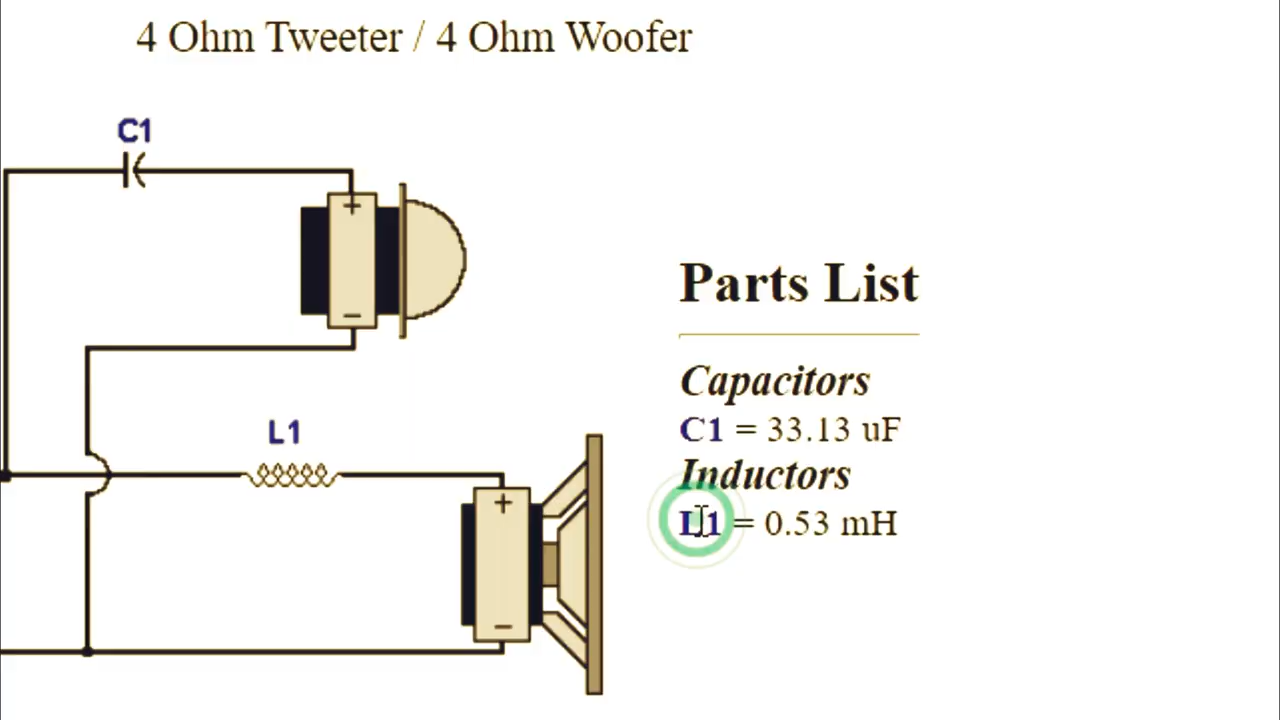 4 Ohm Tweeter / 4 Ohm Woofer
C1
+
−
L1
+
−
Parts List
Capacitors
C1 = 33.13 uF
Inductors
L1 = 0.53 mH